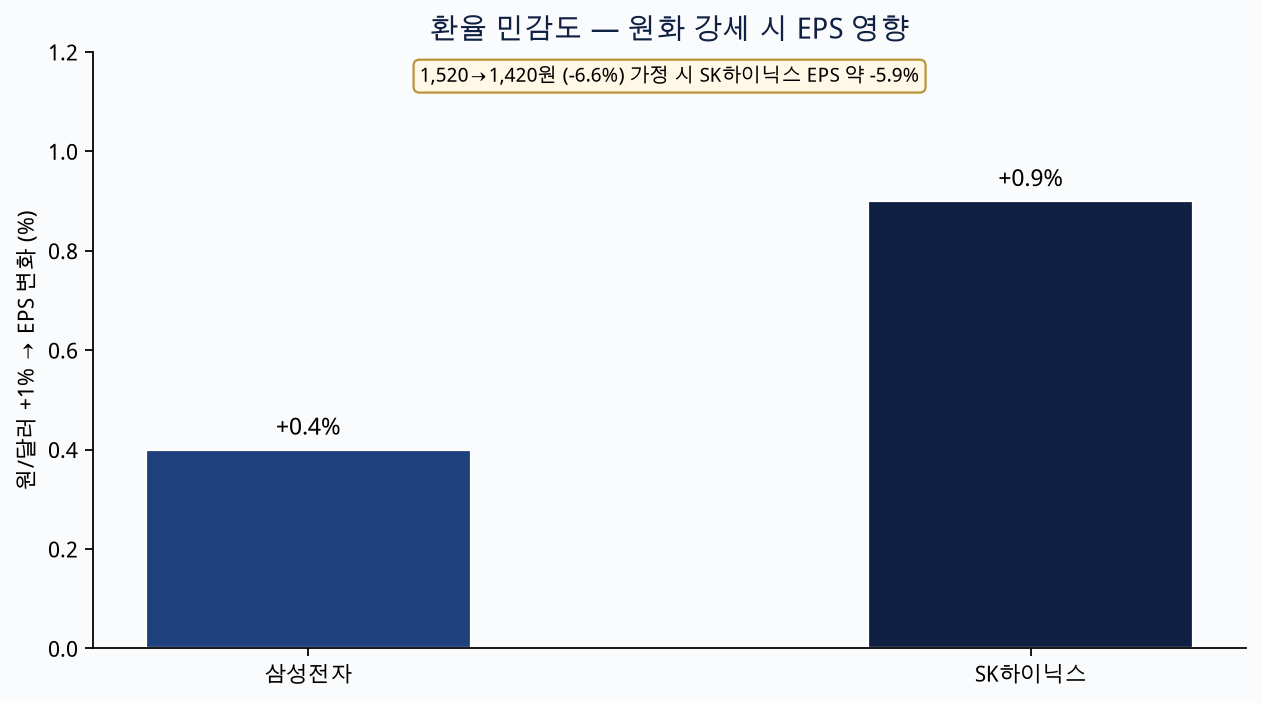 환율 민감도 — 원화 강세 시 EPS 영향
1,520→1,420원 (-6.6%) 가정 시 SK하이닉스 EPS 약 -5.9%
원/달러 +1% → EPS 변화 (%)
1.2
1.0
0.8
0.6
0.4
0.2
0.0
+0.4%
+0.9%
삼성전자
SK하이닉스